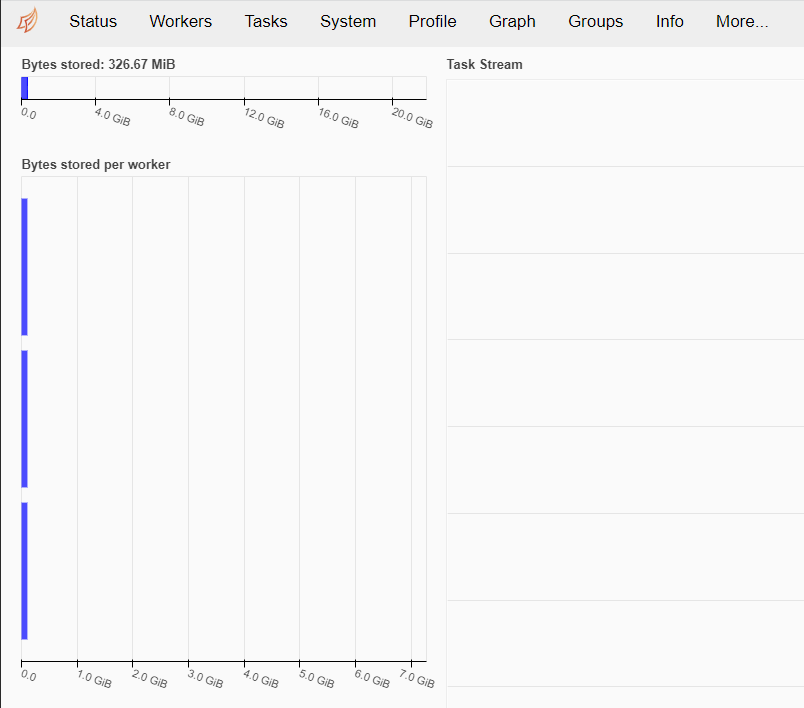 Status Workers Tasks System Profile Graph Groups Info More...
Bytes stored: 326.67 MiB
0.0 4.0 GiB 8.0 GiB 12.0 GiB 16.0 GiB 20.0 GiB
Bytes stored per worker
0.0 1.0 GiB 2.0 GiB 3.0 GiB 4.0 GiB 5.0 GiB 6.0 GiB 7.0 GiB
Task Stream